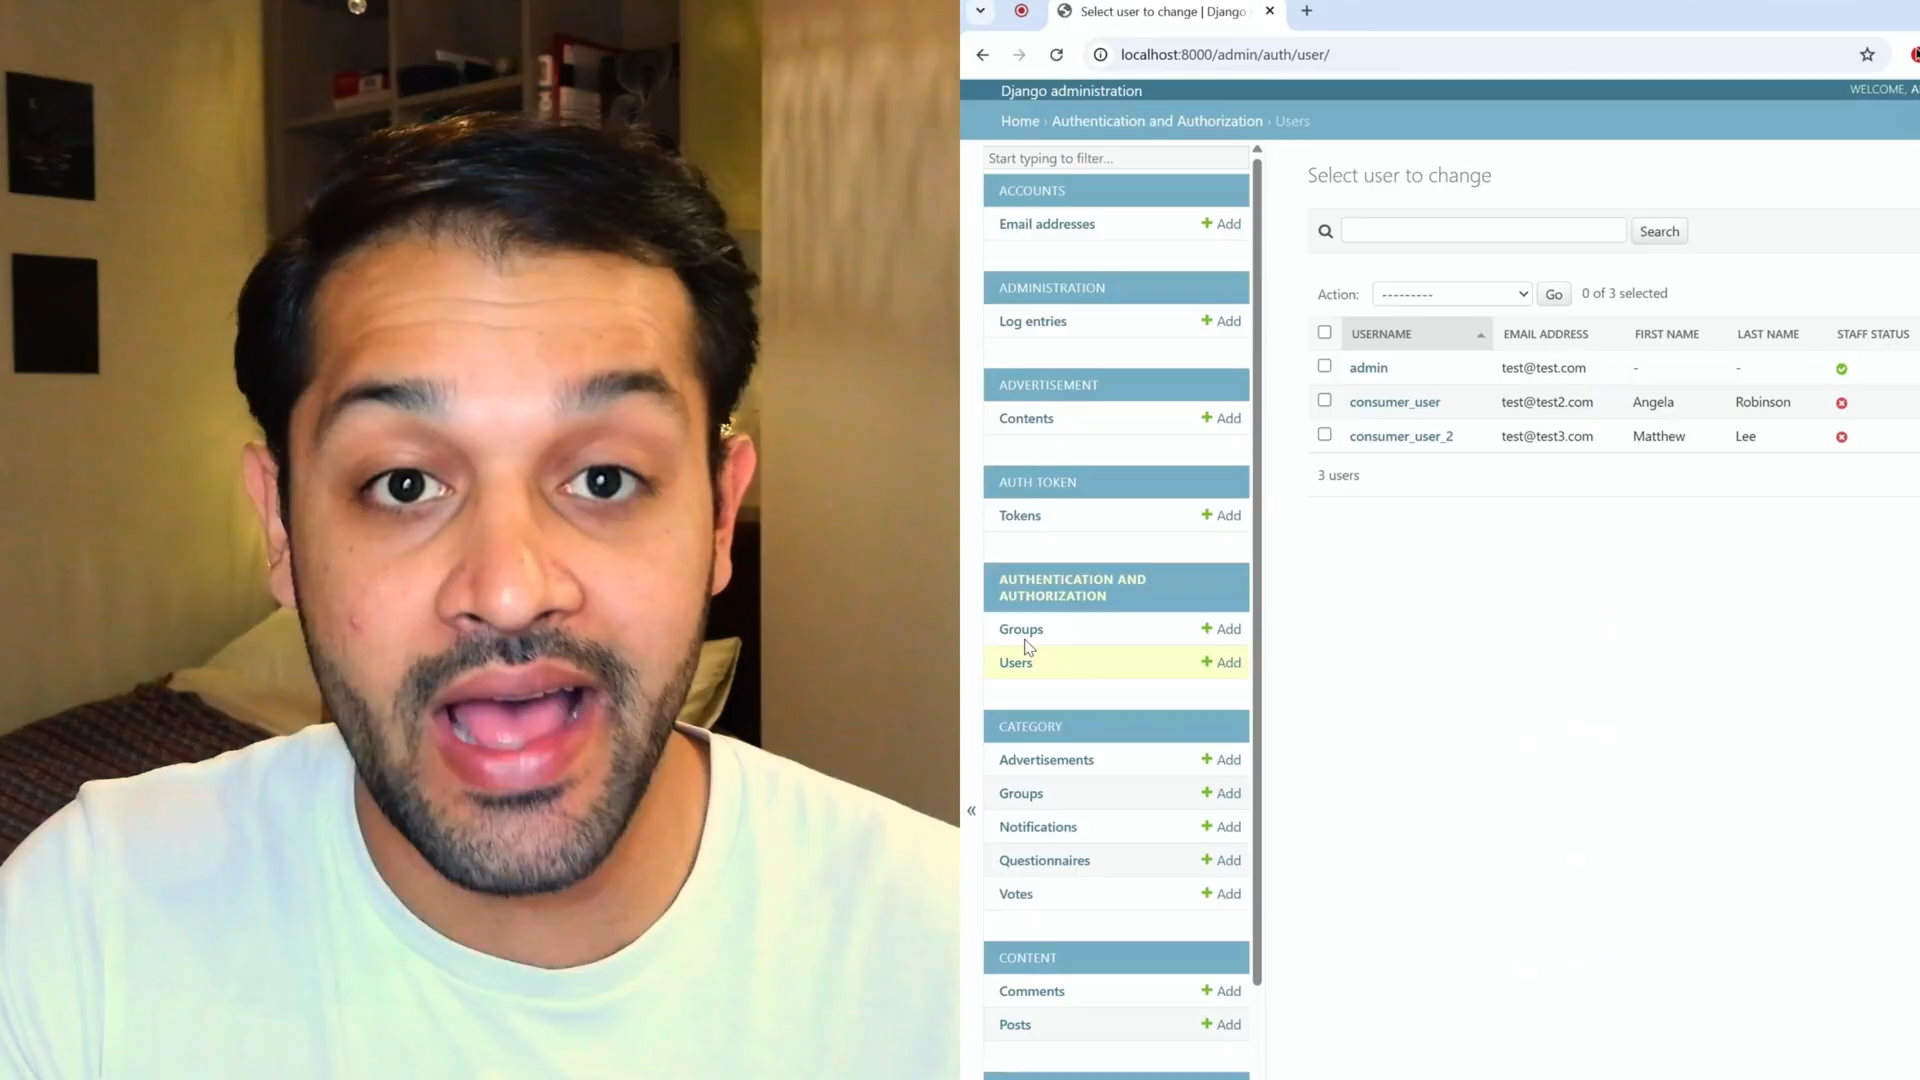 Select user to change | Django
localhost:8000/admin/auth/user/
Django administration
WELCOME,
Home › Authentication and Authorization › Users
Start typing to filter...
ACCOUNTS
Email addresses + Add
ADMINISTRATION
Log entries + Add
ADVERTISEMENT
Contents + Add
AUTH TOKEN
Tokens + Add
AUTHENTICATION AND
AUTHORIZATION
Groups + Add
Users + Add
CATEGORY
Advertisements + Add
Groups + Add
Notifications + Add
Questionnaires + Add
Votes + Add
CONTENT
Comments + Add
Posts + Add
«
Select user to change
Search
Action: --------- Go 0 of 3 selected
USERNAME EMAIL ADDRESS FIRST NAME LAST NAME STAFF STATUS
admin test@test.com - -
consumer_user test@test2.com Angela Robinson
consumer_user_2 test@test3.com Matthew Lee
3 users